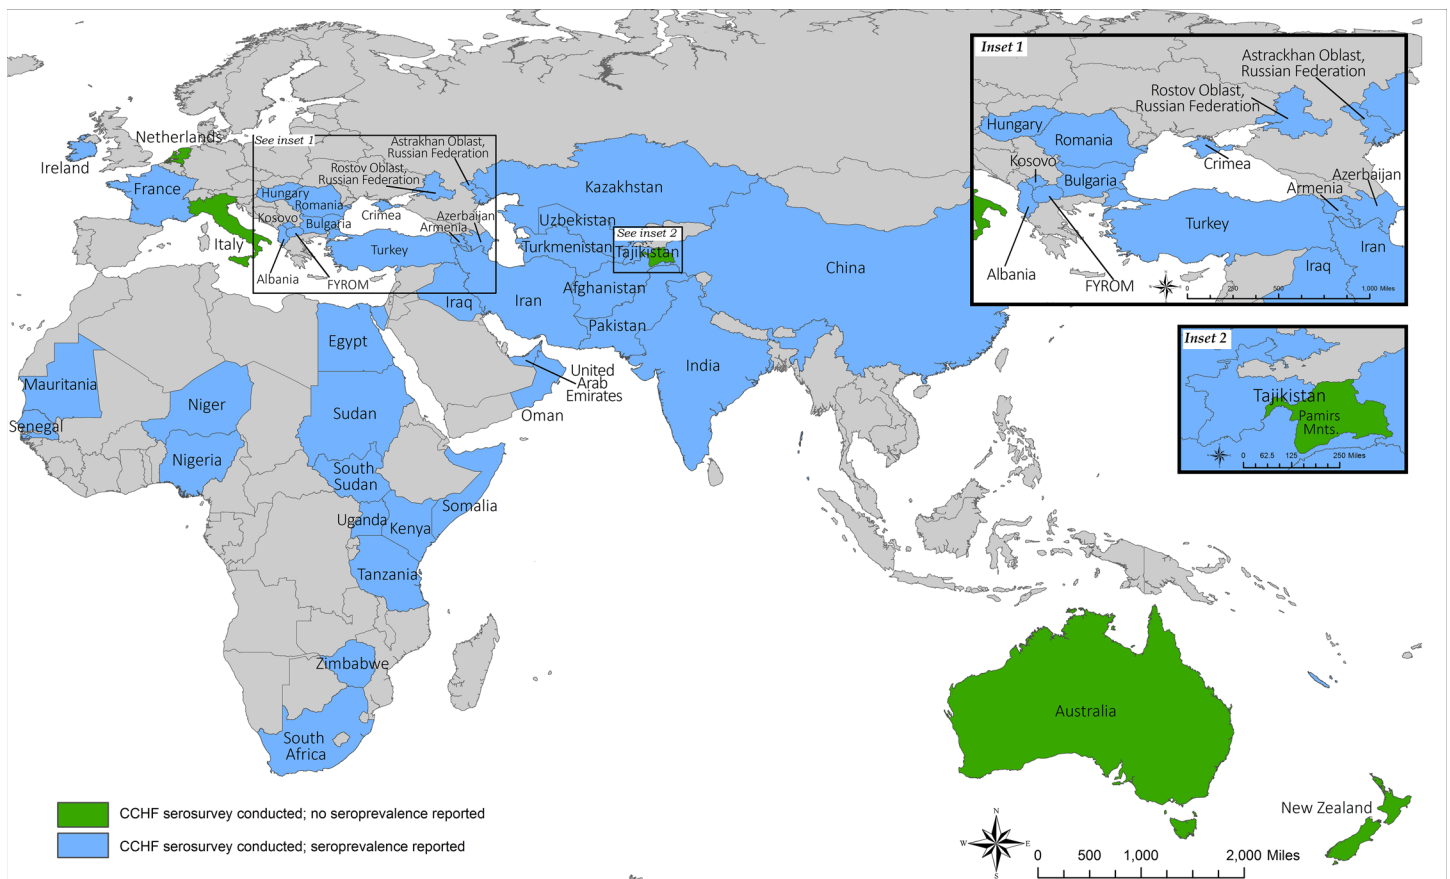 Inset 1
Astrackhan Oblast,
Russian Federation
Rostov Oblast,
Russian Federation
Hungary
Romania
Crimea
Kosovo
Bulgaria
Armenia
Azerbaijan
Turkey
Iran
Iraq
Albania
FYROM
0 250 500 1,000 Miles
Netherlands
See inset 1
Ireland
Astrakhan Oblast,
Russian Federation
Rostov Oblast,
Russian Federation
France
Hungary
Romania
Kosovo
Crimea
Bulgaria
Azerbaijan
Armenia
Italy
Turkey
Albania
FYROM
Kazakhstan
Uzbekistan
See inset 2
Turkmenistan
Tajikistan
China
Afghanistan
Iraq
Iran
Pakistan
India
Egypt
United
Arab
Emirates
Oman
Mauritania
Niger
Sudan
Senegal
Nigeria
South
Sudan
Somalia
Uganda
Kenya
Tanzania
Zimbabwe
South
Africa
Inset 2
Tajikistan
Pamirs
Mnts.
0 62.5 125 250 Miles
Australia
New Zealand
CCHF serosurvey conducted; no seroprevalence reported
CCHF serosurvey conducted; seroprevalence reported
N
W E
S
0 500 1,000 2,000 Miles